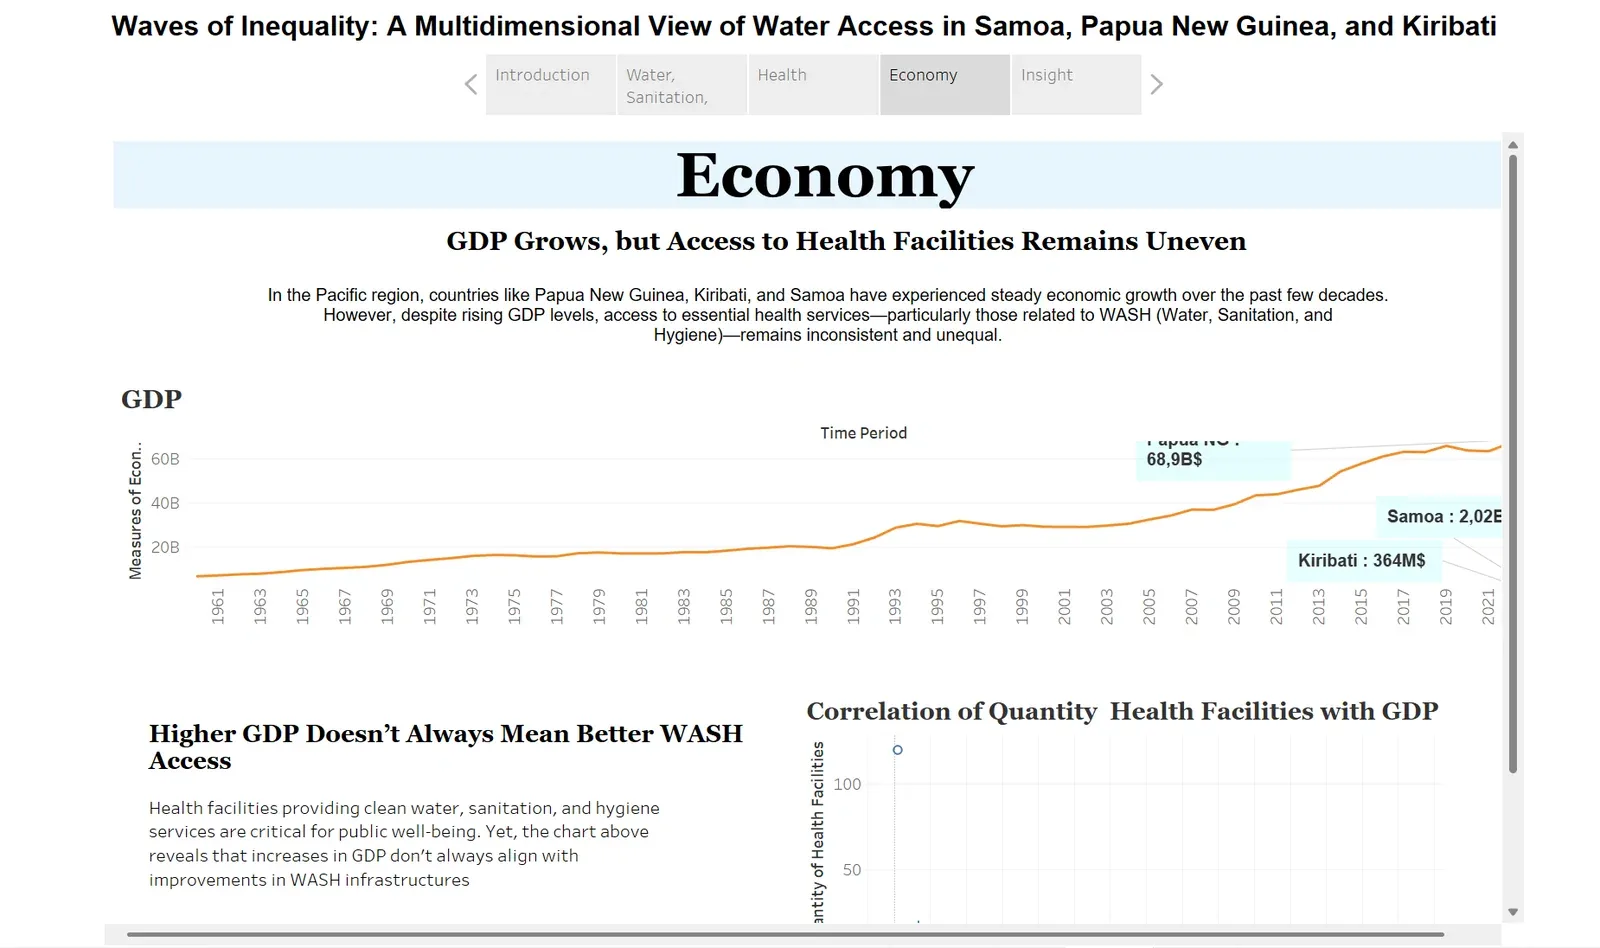 Waves of Inequality: A Multidimensional View of Water Access in Samoa, Papua New Guinea, and Kiribati
Introduction
Water,
Sanitation,
Health
Economy
Insight
Economy
GDP Grows, but Access to Health Facilities Remains Uneven
In the Pacific region, countries like Papua New Guinea, Kiribati, and Samoa have experienced steady economic growth over the past few decades.
However, despite rising GDP levels, access to essential health services—particularly those related to WASH (Water, Sanitation, and
Hygiene)—remains inconsistent and unequal.
GDP
Time Period
Measures of Econ..
60B
40B
20B
Papua NG :
68,9B$
Samoa : 2,02B
Kiribati : 364M$
1961
1963
1965
1967
1969
1971
1973
1975
1977
1979
1981
1983
1985
1987
1989
1991
1993
1995
1997
1999
2001
2003
2005
2007
2009
2011
2013
2015
2017
2019
2021
Higher GDP Doesn’t Always Mean Better WASH
Access
Health facilities providing clean water, sanitation, and hygiene
services are critical for public well-being. Yet, the chart above
reveals that increases in GDP don’t always align with
improvements in WASH infrastructures
Correlation of Quantity  Health Facilities with GDP
antity of Health Facilities
100
50